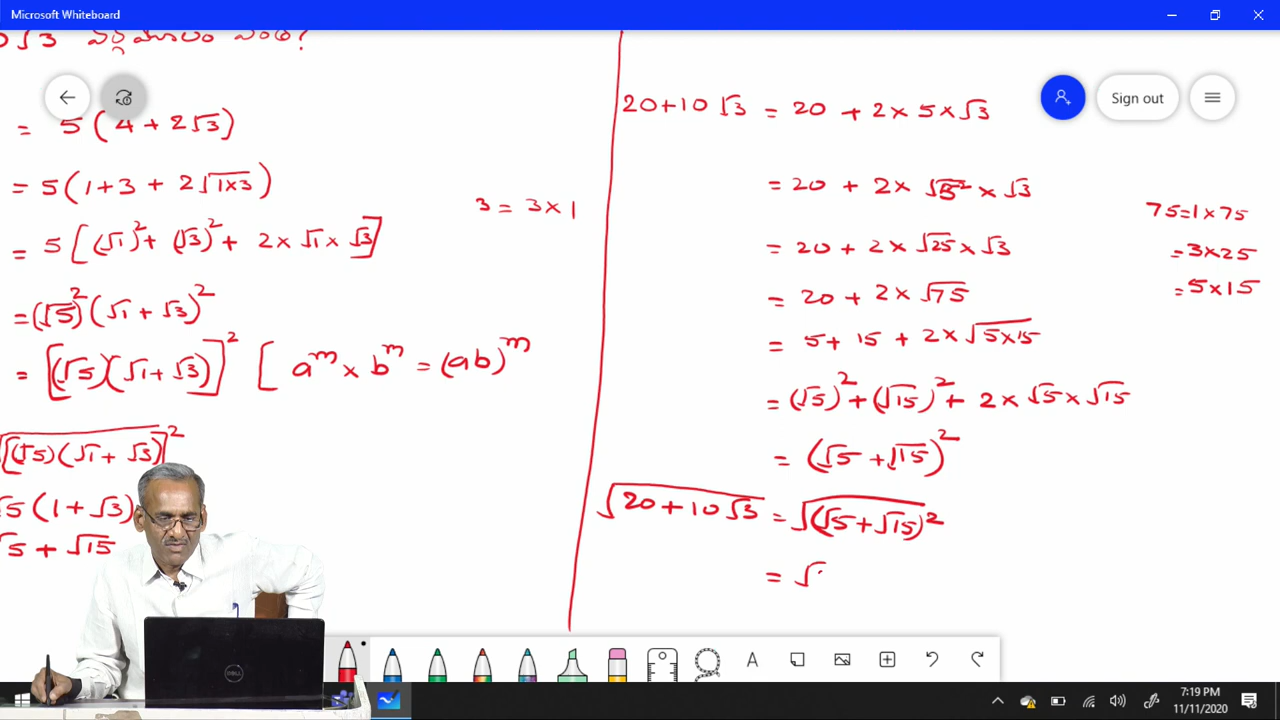 Microsoft Whiteboard
√3 వర్గమూలం ఎంత?
= 5(4+2√3)
= 5(1+3+2√1×3)
3 = 3×1
= 5[(√1)²+(√3)²+2×√1×√3]
= (√5)²(√1+√3)²
= [(√5)(√1+√3)]² [a^m × b^m = (ab)^m
√[(√5)(√1+√3)]²
√5(1+√3)
√5+√15
20+10√3 = 20+2×5×√3
= 20+2×√5²×√3
= 20+2×√25×√3
= 20+2×√75
= 5+15+2×√5×15
= (√5)²+(√15)²+2×√5×√15
= (√5+√15)²
√20+10√3 = √(√5+√15)²
= √
75=1×75
=3×25
=5×15
Sign out
DELL
A
7:19 PM
11/11/2020